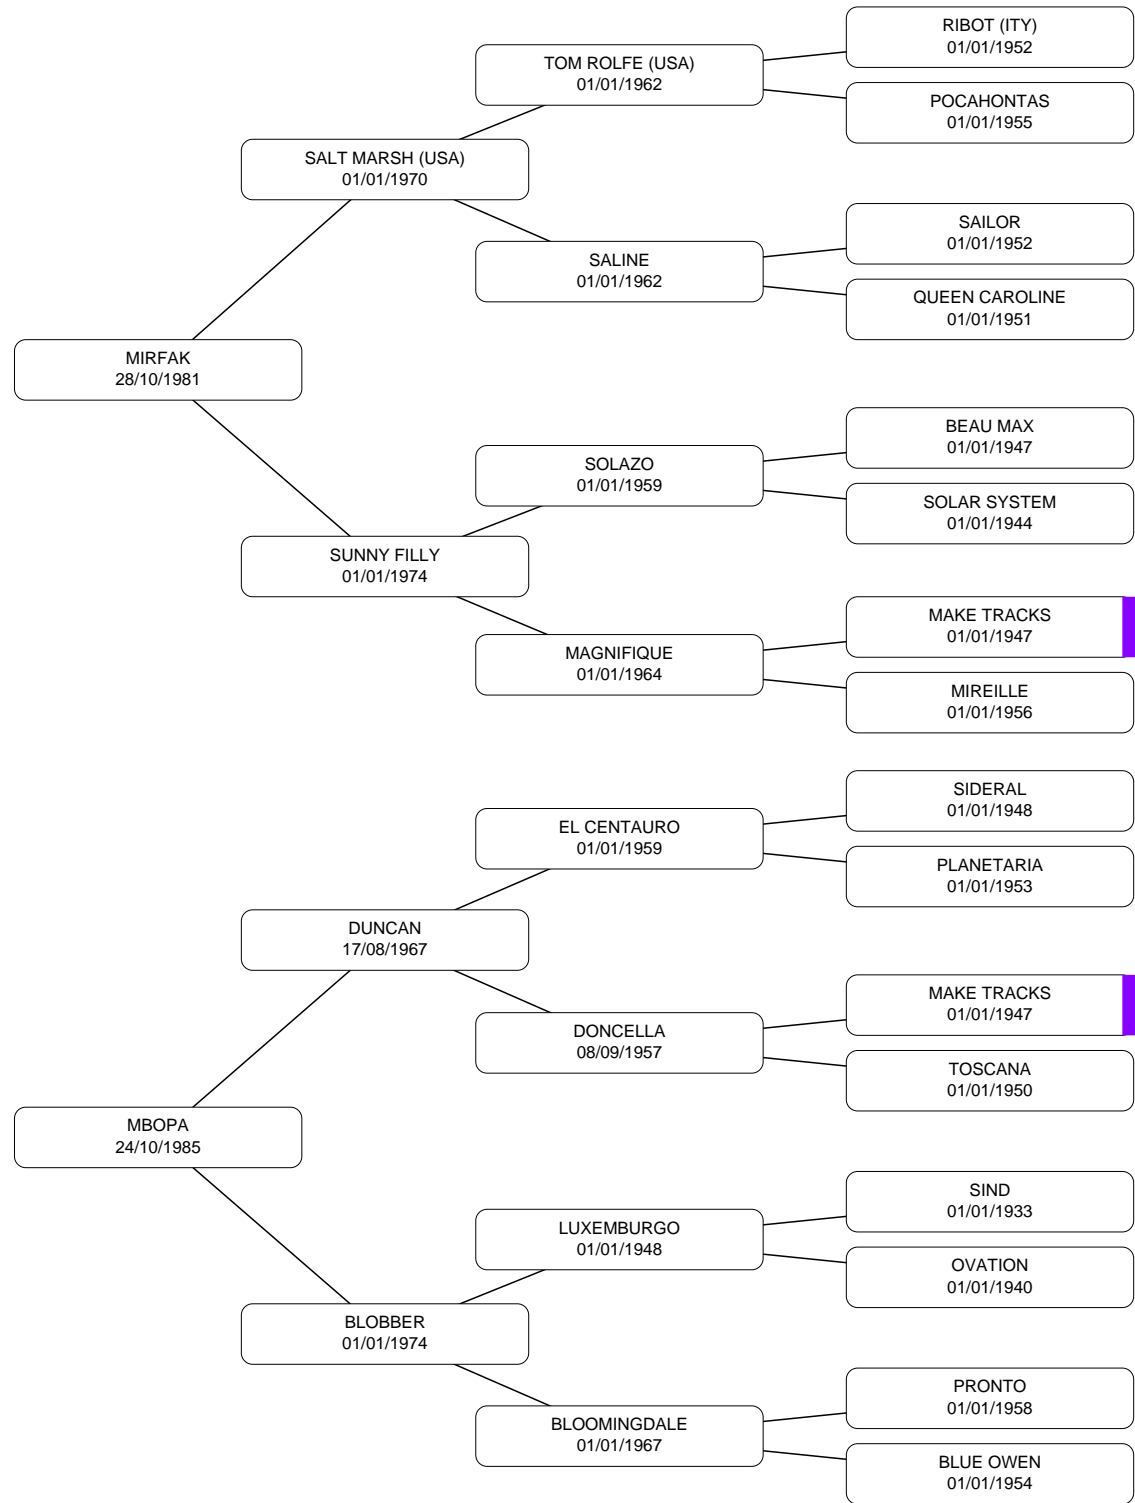 RIBOT (ITY)
01/01/1952
TOM ROLFE (USA)
01/01/1962
POCAHONTAS
01/01/1955
SALT MARSH (USA)
01/01/1970
SAILOR
01/01/1952
SALINE
01/01/1962
QUEEN CAROLINE
01/01/1951
MIRFAK
28/10/1981
BEAU MAX
01/01/1947
SOLAZO
01/01/1959
SOLAR SYSTEM
01/01/1944
SUNNY FILLY
01/01/1974
MAKE TRACKS
01/01/1947
MAGNIFIQUE
01/01/1964
MIREILLE
01/01/1956
SIDERAL
01/01/1948
EL CENTAURO
01/01/1959
PLANETARIA
01/01/1953
DUNCAN
17/08/1967
MAKE TRACKS
01/01/1947
DONCELLA
08/09/1957
TOSCANA
01/01/1950
MBOPA
24/10/1985
SIND
01/01/1933
LUXEMBURGO
01/01/1948
OVATION
01/01/1940
BLOBBER
01/01/1974
PRONTO
01/01/1958
BLOOMINGDALE
01/01/1967
BLUE OWEN
01/01/1954